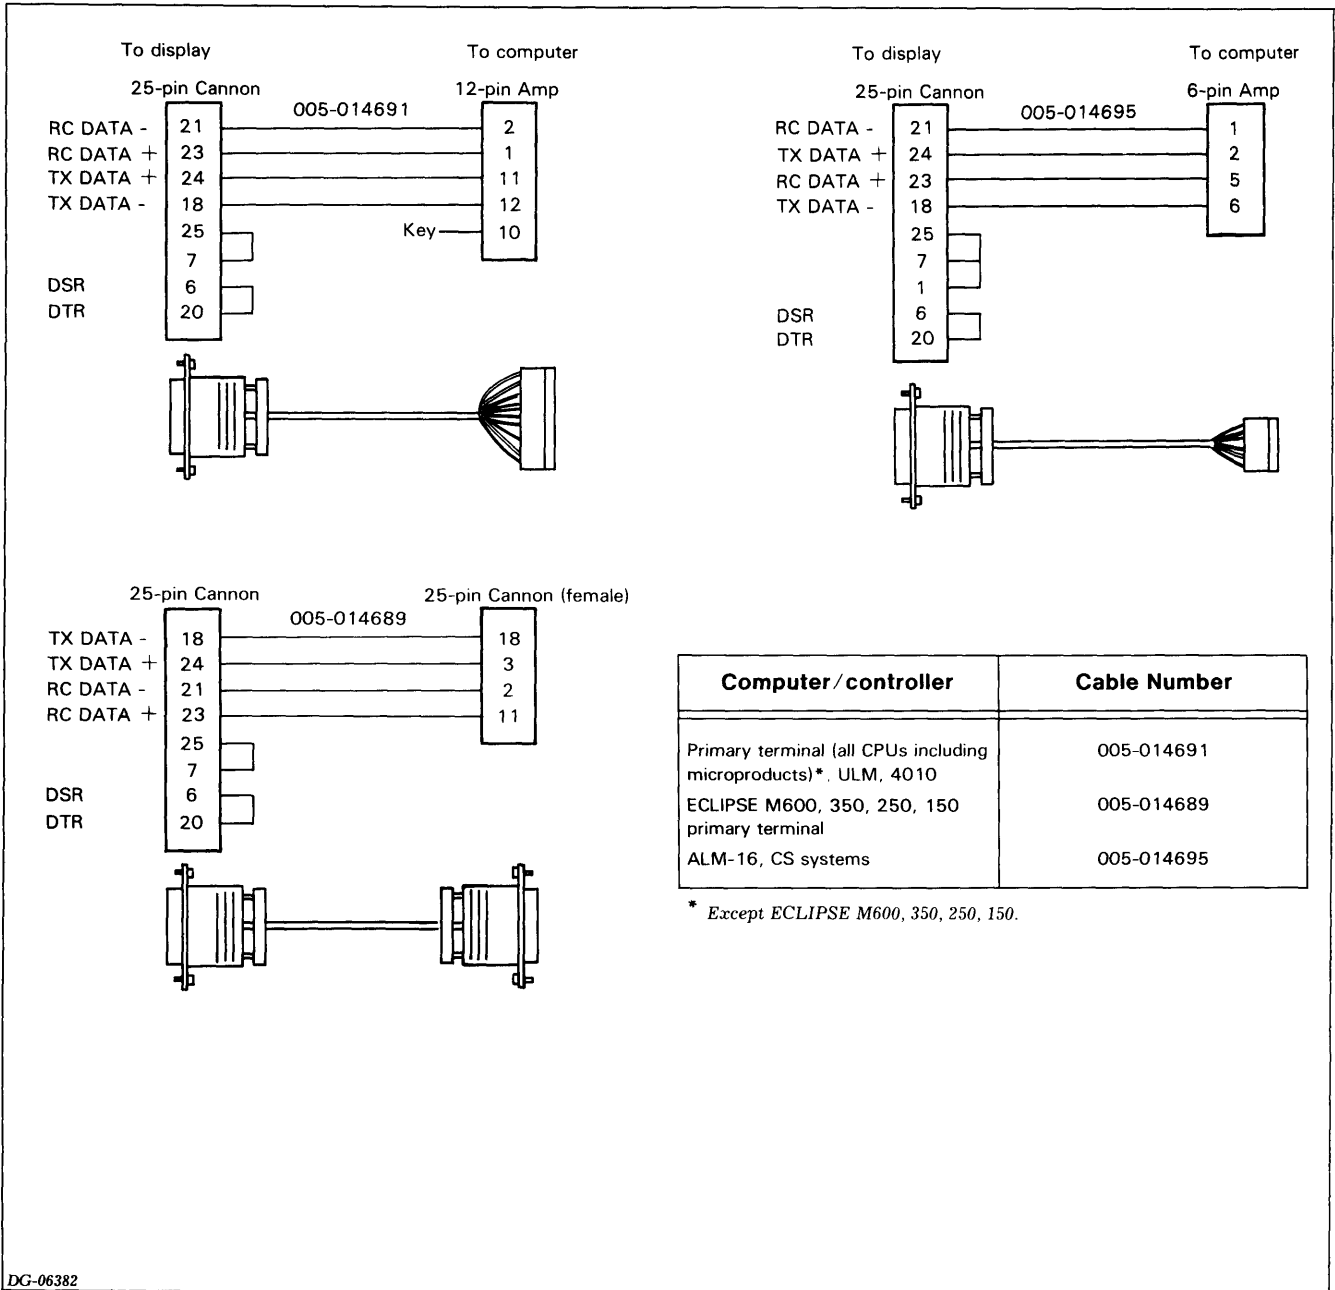 To display To computer
25-pin Cannon 12-pin Amp
005-014691
RC DATA - 21 2
RC DATA + 23 1
TX DATA + 24 11
TX DATA - 18 12
25 Key 10
7
DSR 6
DTR 20
To display To computer
25-pin Cannon 6-pin Amp
005-014695
RC DATA - 21 1
TX DATA + 24 2
RC DATA + 23 5
TX DATA - 18 6
25
7
1
DSR 6
DTR 20
25-pin Cannon 25-pin Cannon (female)
005-014689
TX DATA - 18 18
TX DATA + 24 3
RC DATA - 21 2
RC DATA + 23 11
25
7
DSR 6
DTR 20
Computer/controller Cable Number
Primary terminal (all CPUs including 005-014691
microproducts)*, ULM, 4010
ECLIPSE M600, 350, 250, 150 005-014689
primary terminal
ALM-16, CS systems 005-014695
* Except ECLIPSE M600, 350, 250, 150.
DG-06382